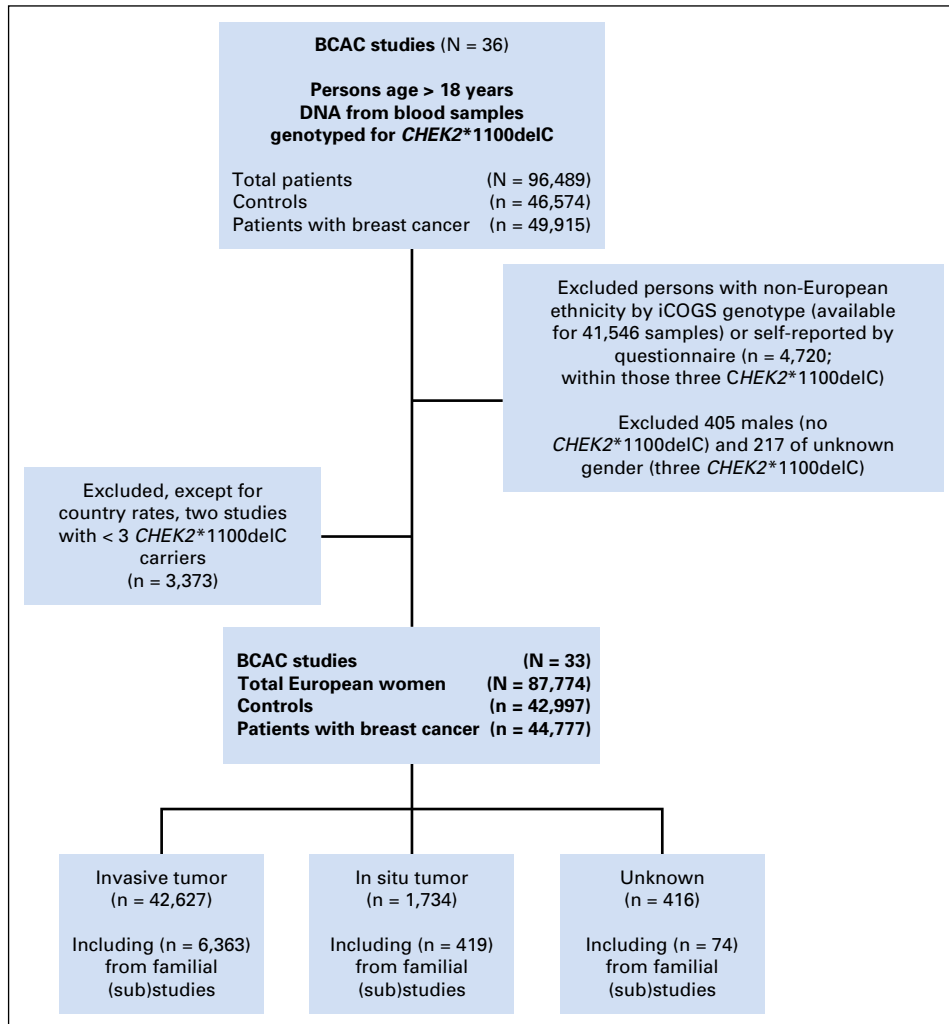 BCAC studies (N = 36)
Persons age > 18 years
DNA from blood samples
genotyped for CHEK2*1100delC
Total patients (N = 96,489)
Controls (n = 46,574)
Patients with breast cancer (n = 49,915)
Excluded persons with non-European
ethnicity by iCOGS genotype (available
for 41,546 samples) or self-reported by
questionnaire (n = 4,720;
within those three CHEK2*1100delC)
Excluded 405 males (no
CHEK2*1100delC) and 217 of unknown
gender (three CHEK2*1100delC)
Excluded, except for
country rates, two studies
with < 3 CHEK2*1100delC
carriers
(n = 3,373)
BCAC studies (N = 33)
Total European women (N = 87,774)
Controls (n = 42,997)
Patients with breast cancer (n = 44,777)
Invasive tumor
(n = 42,627)
Including (n = 6,363)
from familial
(sub)studies
In situ tumor
(n = 1,734)
Including (n = 419)
from familial
(sub)studies
Unknown
(n = 416)
Including (n = 74)
from familial
(sub)studies